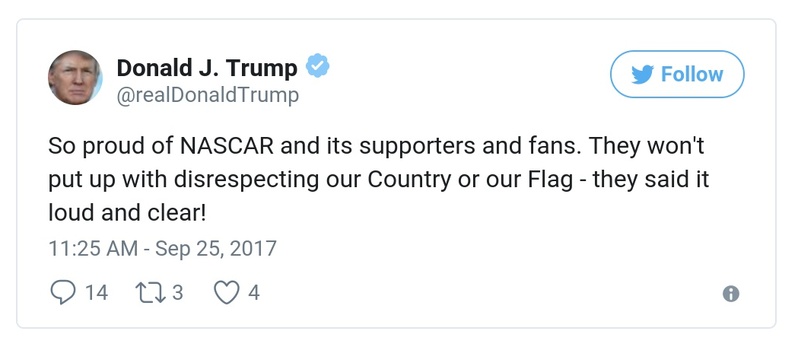 Donald J. Trump
@realDonaldTrump
Follow
So proud of NASCAR and its supporters and fans. They won't
put up with disrespecting our Country or our Flag - they said it
loud and clear!
11:25 AM - Sep 25, 2017
14 3 4